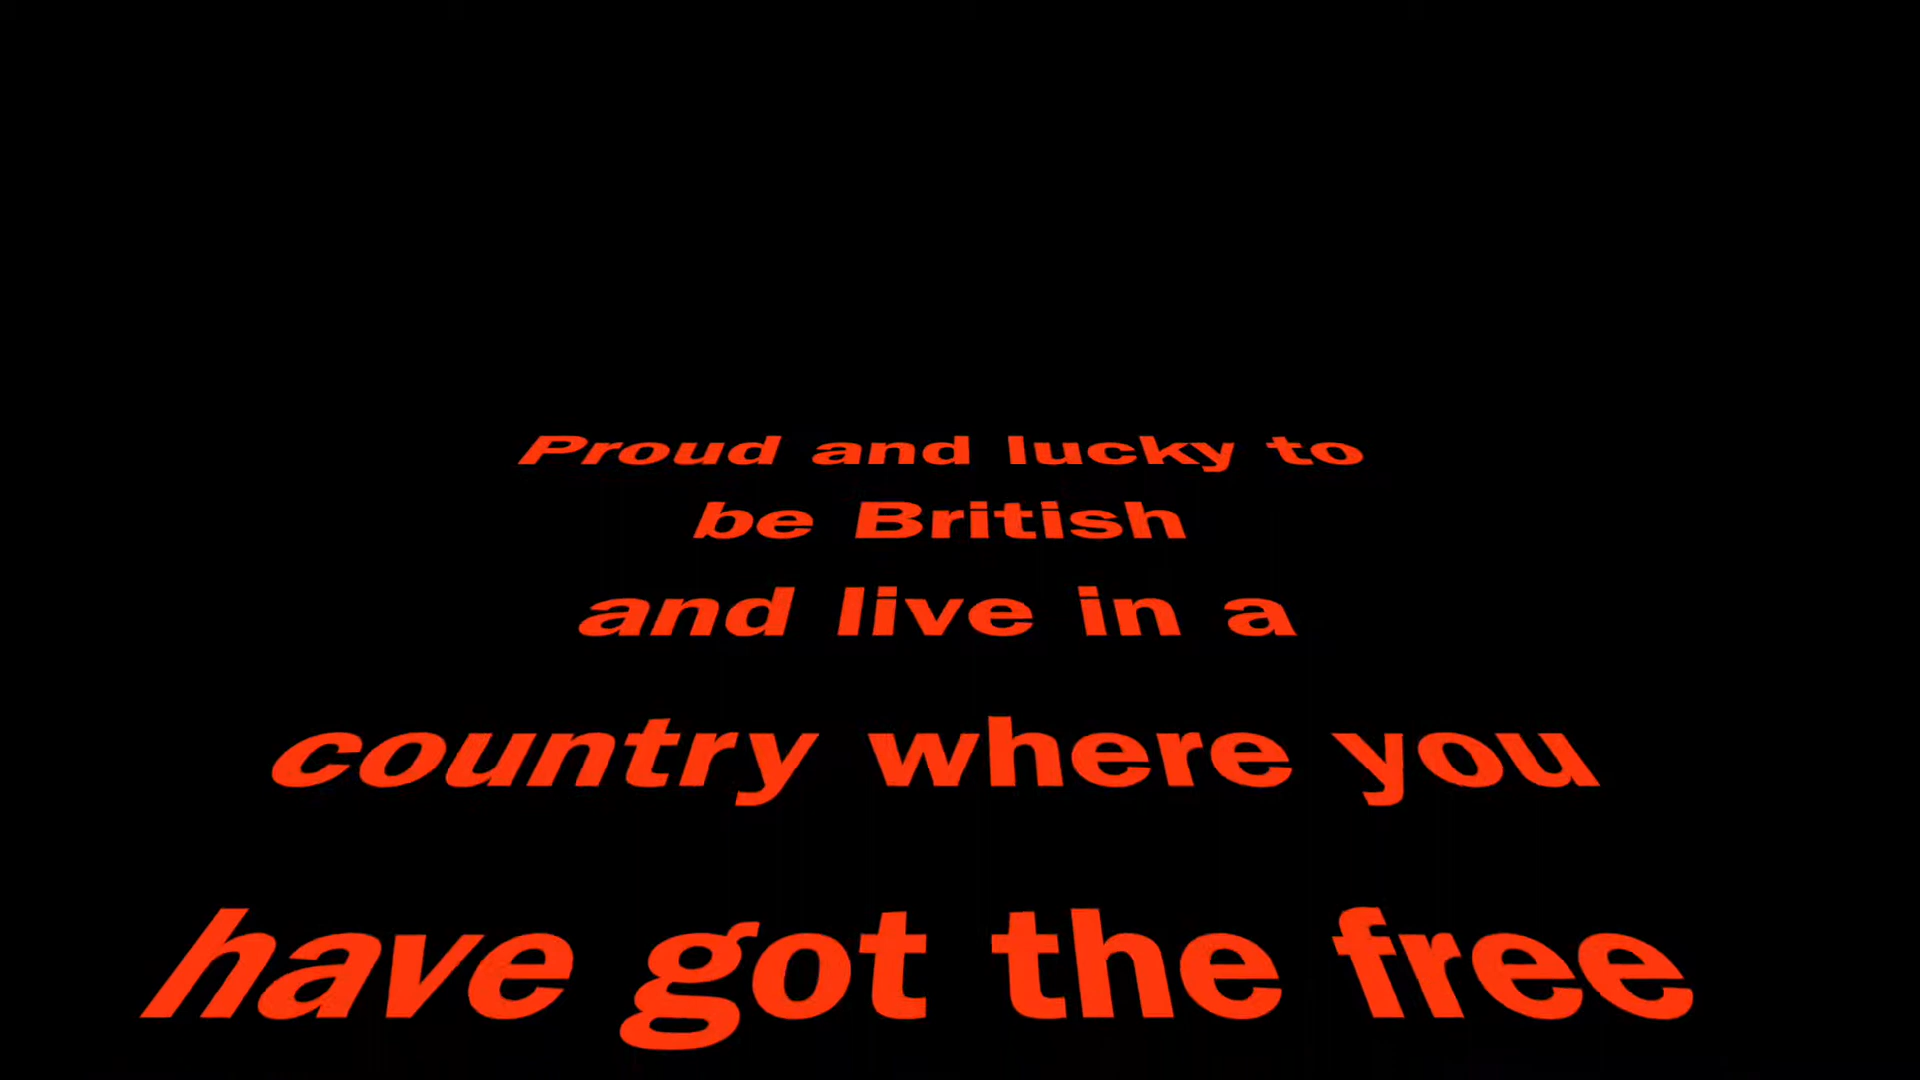 Proud and lucky to
be British
and live in a
country where you
have got the free